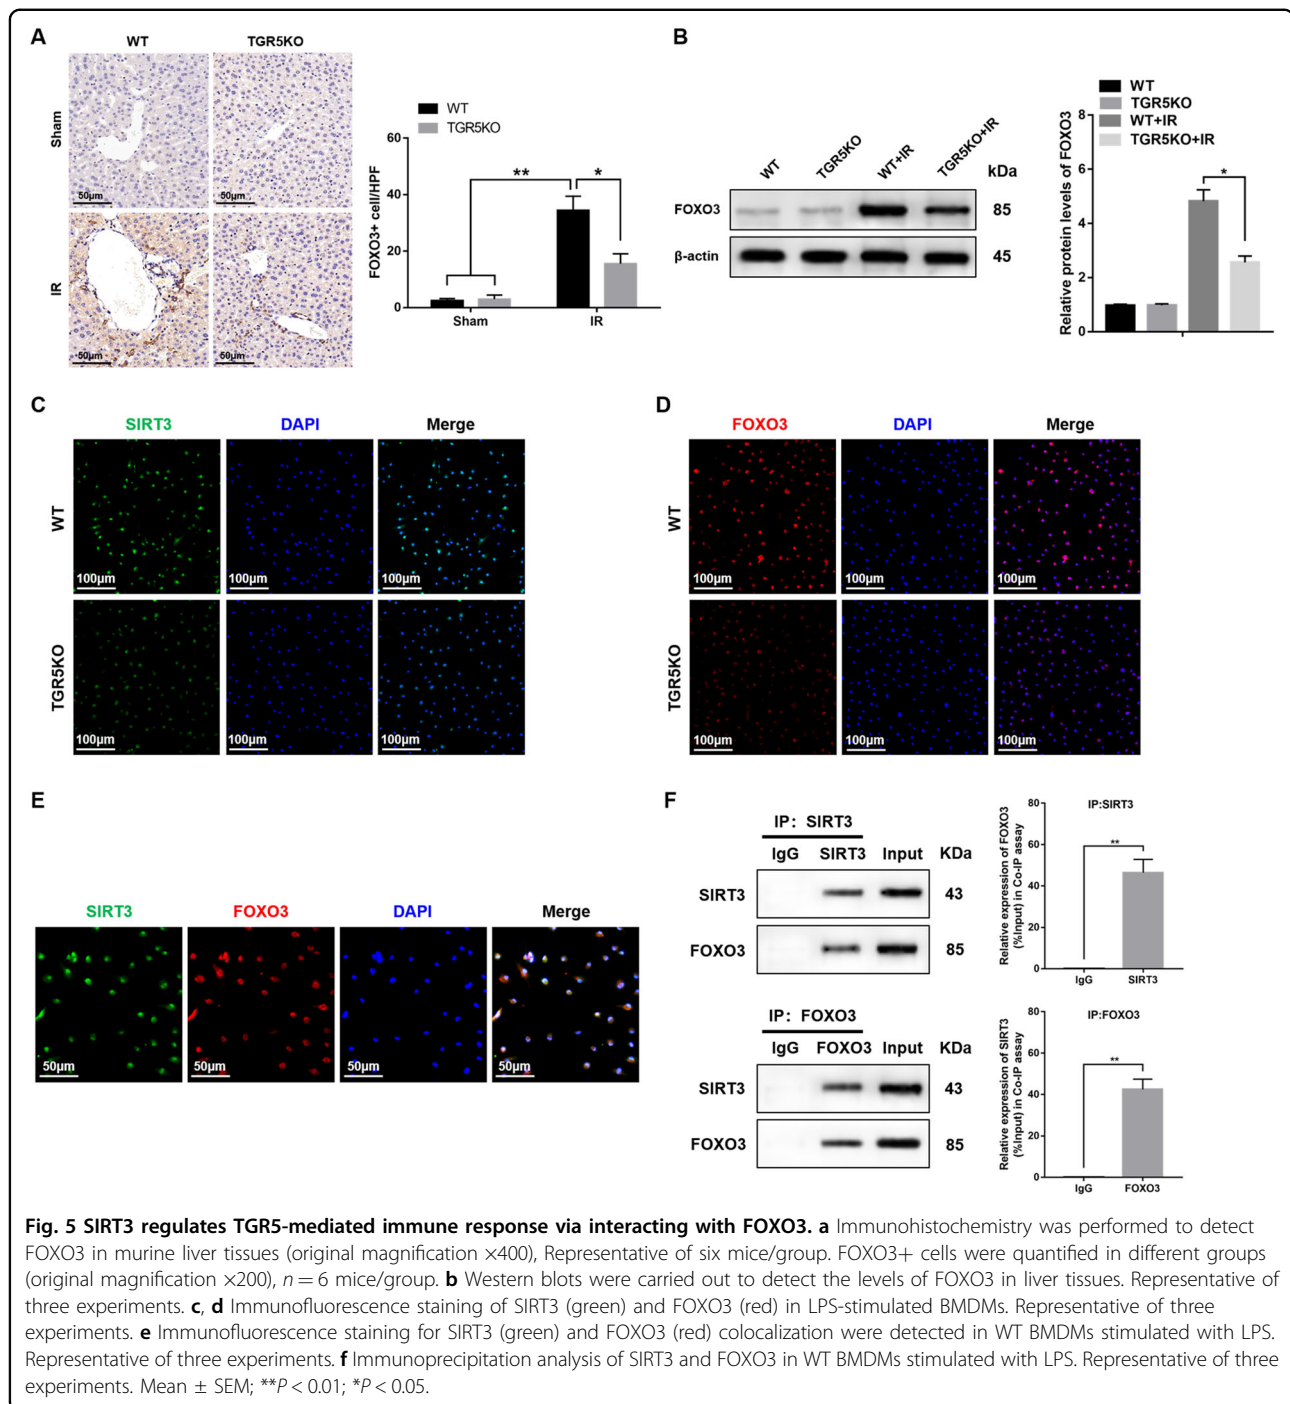 A
WT
TGR5KO
Sham
50μm
50μm
IR
50μm
50μm
WT
TGR5KO
FOXO3+ cell/HPF
60
40
20
0
**
*
Sham
IR
B
WT
TGR5KO
WT+IR
TGR5KO+IR
kDa
FOXO3
85
β-actin
45
WT
TGR5KO
WT+IR
TGR5KO+IR
Relative protein levels of FOXO3
8
6
4
2
0
*
C
SIRT3
DAPI
Merge
WT
100μm
100μm
100μm
TGR5KO
100μm
100μm
100μm
D
FOXO3
DAPI
Merge
WT
100μm
100μm
100μm
TGR5KO
100μm
100μm
100μm
E
SIRT3
FOXO3
DAPI
Merge
50μm
50μm
50μm
50μm
F
IP: SIRT3
IgG SIRT3 Input KDa
SIRT3
43
FOXO3
85
IP:SIRT3
Relative expression of FOXO3
(%Input) in Co-IP assay
80
60
40
20
0
**
IgG
SIRT3
IP: FOXO3
IgG FOXO3 Input KDa
SIRT3
43
FOXO3
85
IP:FOXO3
Relative expression of SIRT3
(%Input) in Co-IP assay
80
60
40
20
0
**
IgG
FOXO3
Fig. 5 SIRT3 regulates TGR5-mediated immune response via interacting with FOXO3. a Immunohistochemistry was performed to detect
FOXO3 in murine liver tissues (original magnification ×400), Representative of six mice/group. FOXO3+ cells were quantified in different groups
(original magnification ×200), n = 6 mice/group. b Western blots were carried out to detect the levels of FOXO3 in liver tissues. Representative of
three experiments. c, d Immunofluorescence staining of SIRT3 (green) and FOXO3 (red) in LPS-stimulated BMDMs. Representative of three
experiments. e Immunofluorescence staining for SIRT3 (green) and FOXO3 (red) colocalization were detected in WT BMDMs stimulated with LPS.
Representative of three experiments. f Immunoprecipitation analysis of SIRT3 and FOXO3 in WT BMDMs stimulated with LPS. Representative of three
experiments. Mean ± SEM; **P < 0.01; *P < 0.05.